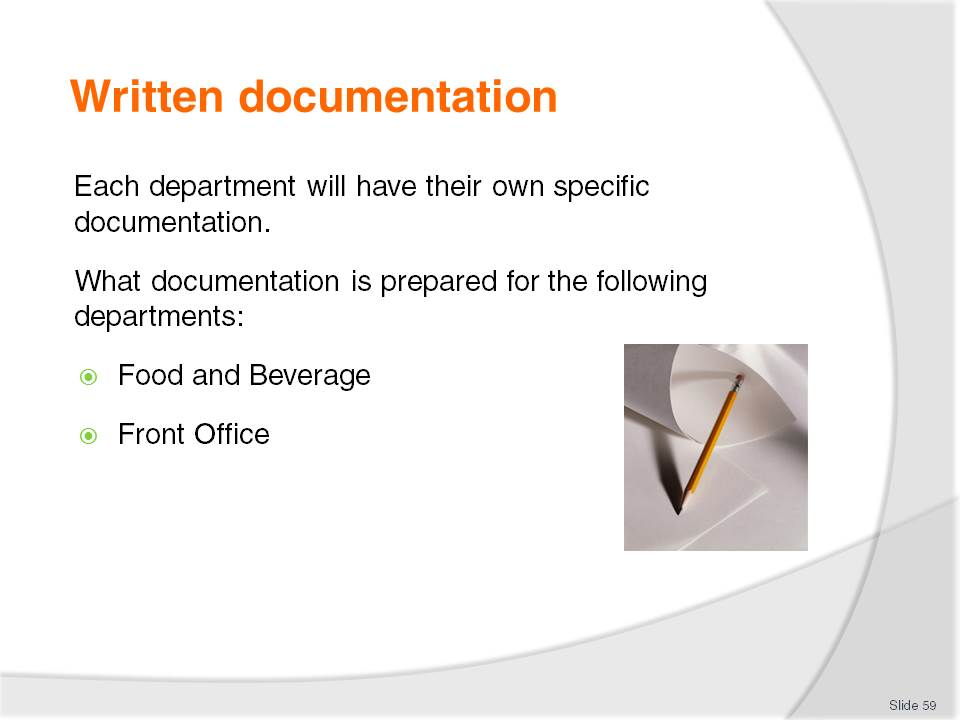 Written documentation
Each department will have their own specific
documentation.
What documentation is prepared for the following
departments:
Food and Beverage
Front Office
Slide 59